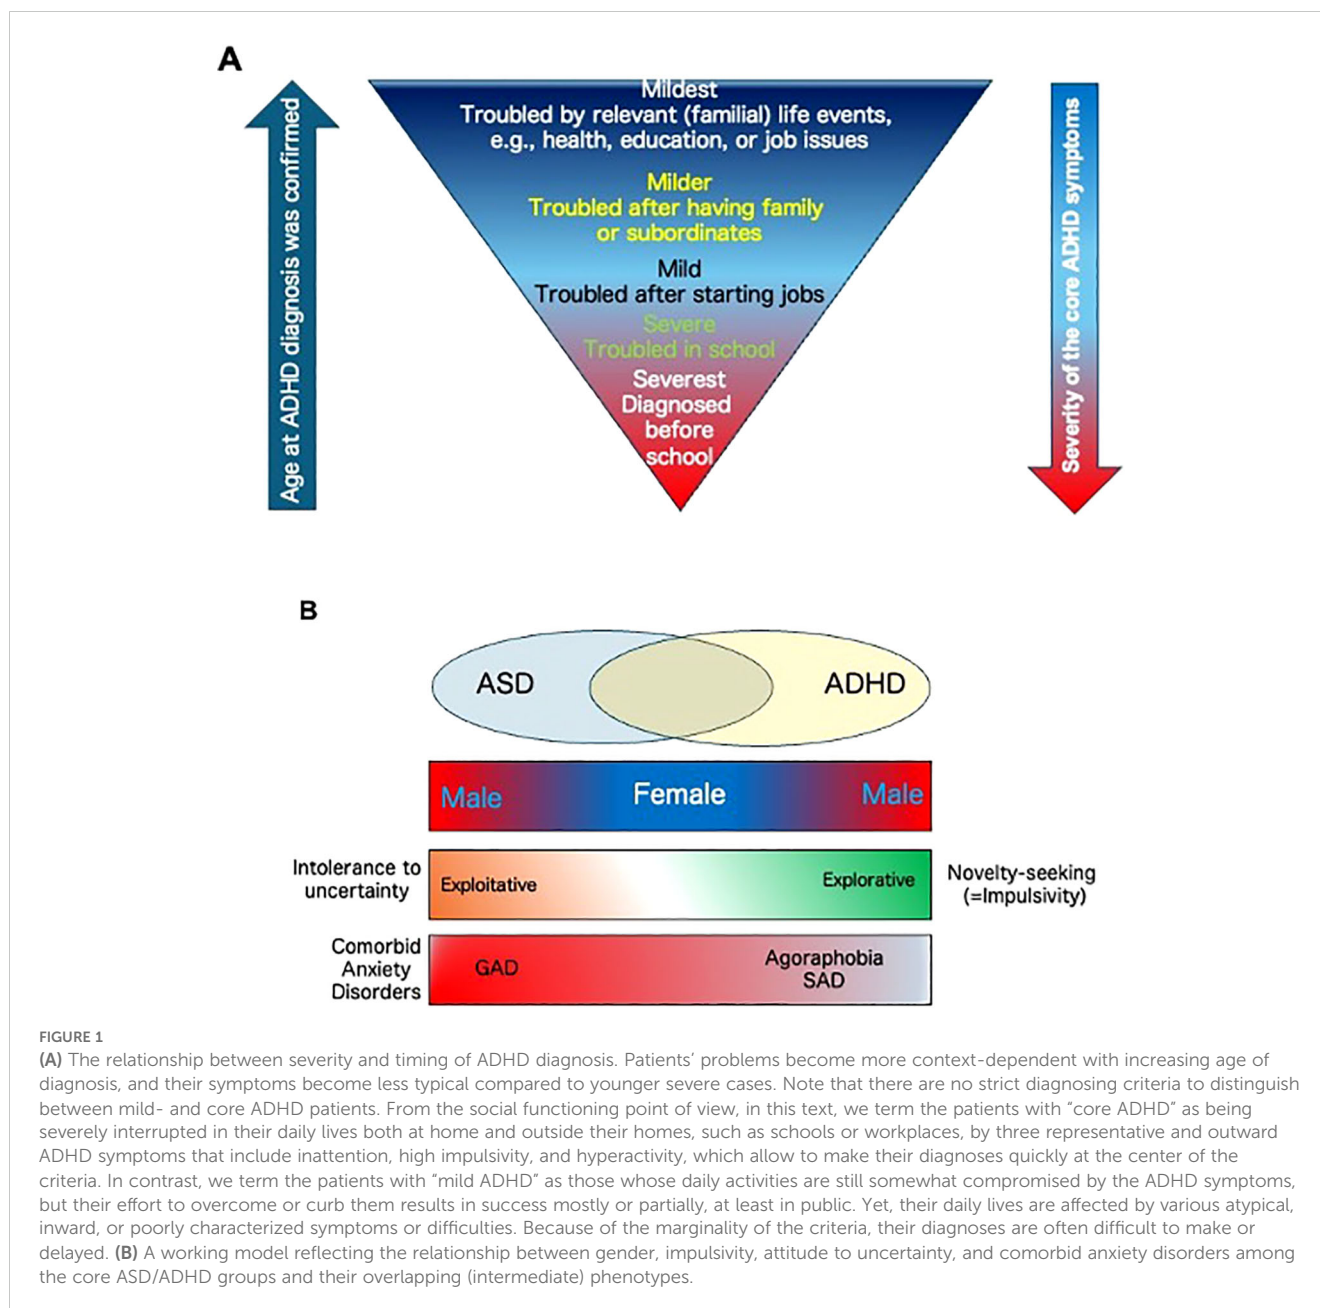 A
Age at ADHD diagnosis was confirmed
Mildest
Troubled by relevant (familial) life events,
e.g., health, education, or job issues
Milder
Troubled after having family
or subordinates
Mild
Troubled after starting jobs
Severe
Troubled in school
Severest
Diagnosed
before
school
Severity of the core ADHD symptoms
B
ASD
ADHD
Male
Female
Male
Intolerance to
uncertainty
Exploitative
Explorative
Novelty-seeking
(=Impulsivity)
Comorbid
Anxiety
Disorders
GAD
Agoraphobia
SAD
FIGURE 1
(A) The relationship between severity and timing of ADHD diagnosis. Patients’ problems become more context-dependent with increasing age of
diagnosis, and their symptoms become less typical compared to younger severe cases. Note that there are no strict diagnosing criteria to distinguish
between mild- and core ADHD patients. From the social functioning point of view, in this text, we term the patients with “core ADHD” as being
severely interrupted in their daily lives both at home and outside their homes, such as schools or workplaces, by three representative and outward
ADHD symptoms that include inattention, high impulsivity, and hyperactivity, which allow to make their diagnoses quickly at the center of the
criteria. In contrast, we term the patients with “mild ADHD” as those whose daily activities are still somewhat compromised by the ADHD symptoms,
but their effort to overcome or curb them results in success mostly or partially, at least in public. Yet, their daily lives are affected by various atypical,
inward, or poorly characterized symptoms or difficulties. Because of the marginality of the criteria, their diagnoses are often difficult to make or
delayed. (B) A working model reflecting the relationship between gender, impulsivity, attitude to uncertainty, and comorbid anxiety disorders among
the core ASD/ADHD groups and their overlapping (intermediate) phenotypes.